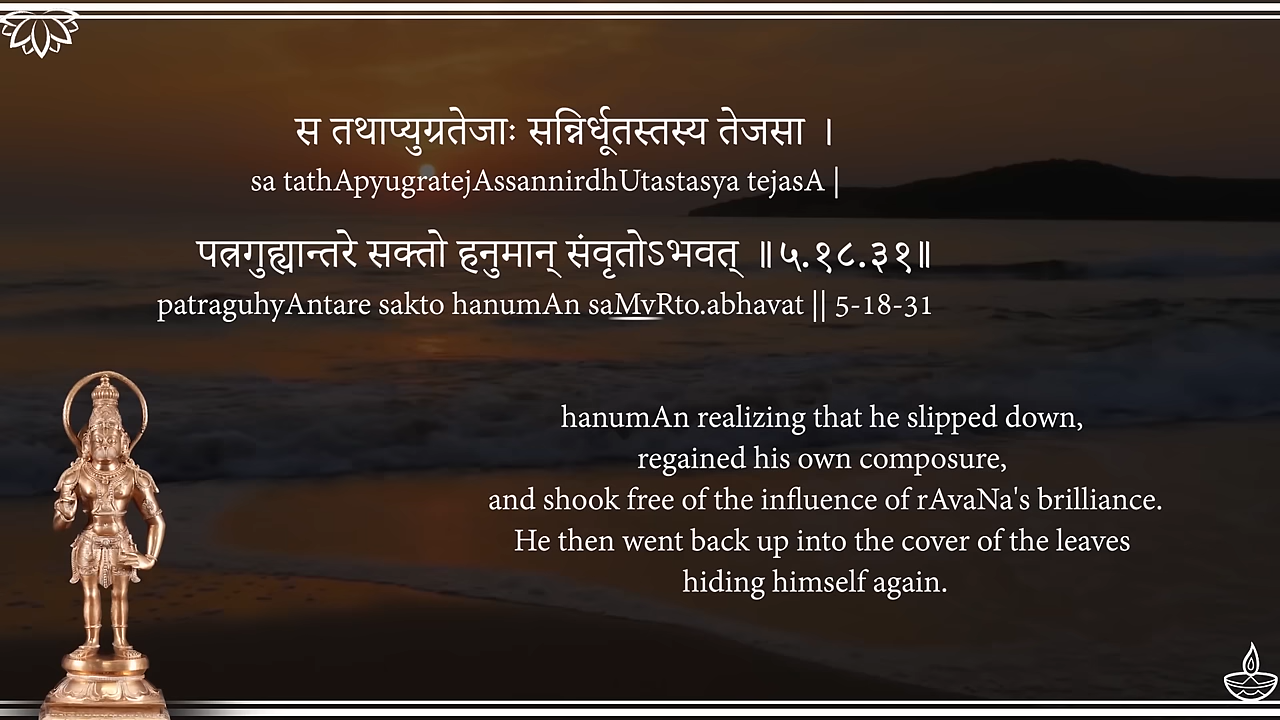 स तथाप्युग्रतेजाः सन्निर्धूतस्तस्य तेजसा ।
sa tathApyugratejAssannirdhUtastasya tejasA |
पत्रगुह्यान्तरे सक्तो हनुमान् संवृतोऽभवत् ॥५.१८.३१॥
patraguhyAntare sakto hanumAn saMvRto.abhavat || 5-18-31
hanumAn realizing that he slipped down,
regained his own composure,
and shook free of the influence of rAvaNa's brilliance.
He then went back up into the cover of the leaves
hiding himself again.